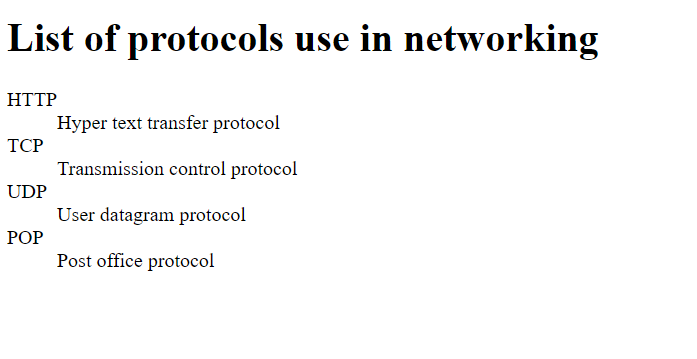 List of protocols use in networking
HTTP
Hyper text transfer protocol
TCP
Transmission control protocol
UDP
User datagram protocol
POP
Post office protocol